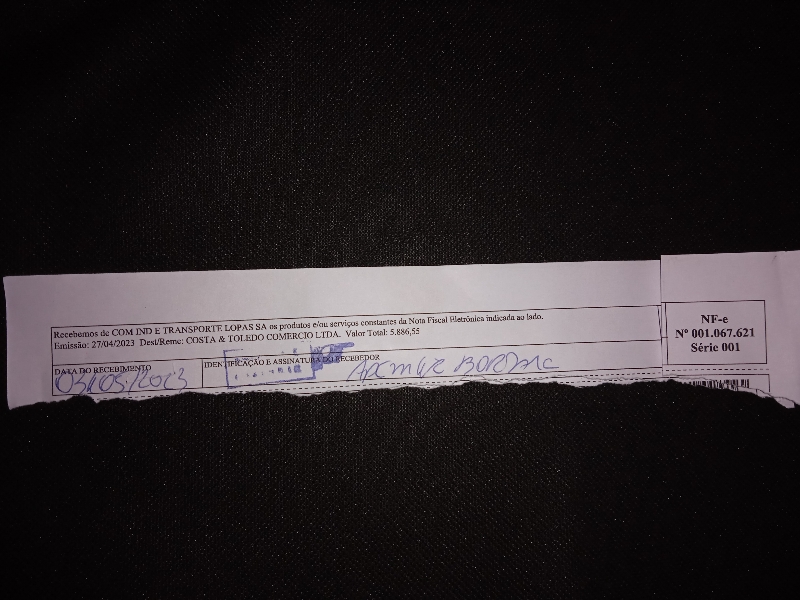 Recebemos de COM IND E TRANSPORTE LOPAS SA os produtos e/ou serviços constantes da Nota Fiscal Eletrônica indicada ao lado.
Emissão: 27/04/2023 Dest/Reme: COSTA & TOLEDO COMERCIO LTDA. Valor Total: 5.886,55
NF-e
Nº 001.067.621
Série 001
DATA DO RECEBIMENTO
IDENTIFICAÇÃO E ASSINATURA DO RECEBEDOR
05/2023